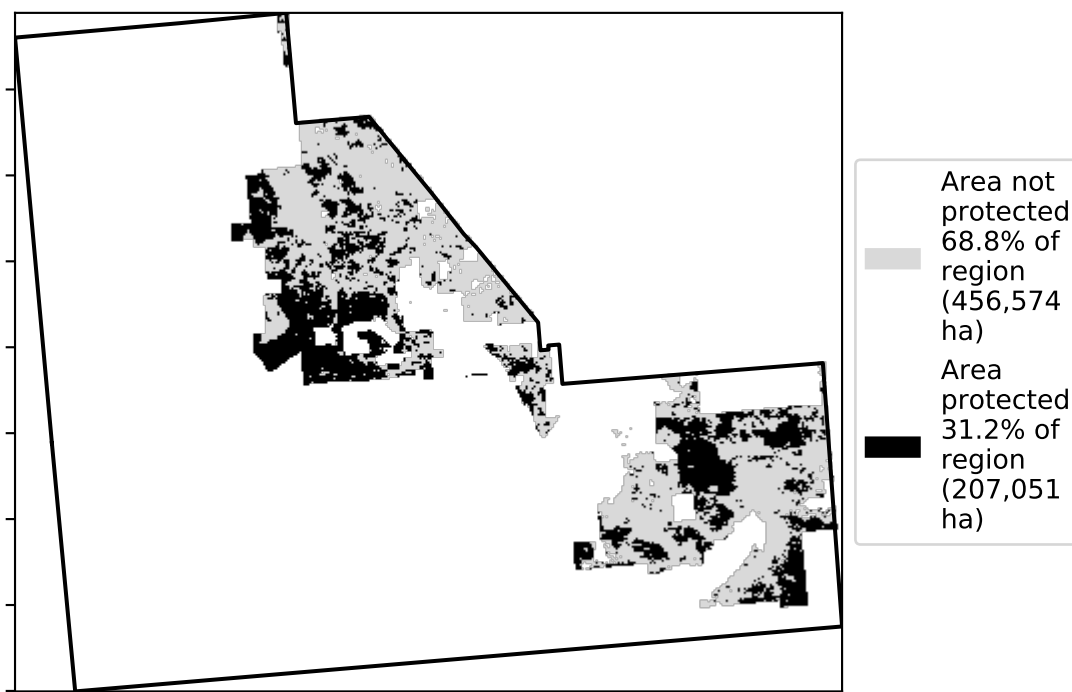 Area not
protected
68.8% of
region
(456,574
ha)
Area
protected
31.2% of
region
(207,051
ha)